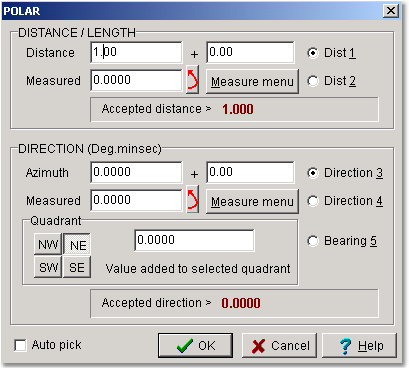 POLAR
DISTANCE / LENGTH
Distance 1.00 + 0.00 Dist 1
Measured 0.0000 Measure menu Dist 2
Accepted distance > 1.000
DIRECTION (Deg.minsec)
Azimuth 0.0000 + 0.00 Direction 3
Measured 0.0000 Measure menu Direction 4
Quadrant
NW NE 0.0000 Bearing 5
SW SE Value added to selected quadrant
Accepted direction > 0.0000
Auto pick OK Cancel ? Help